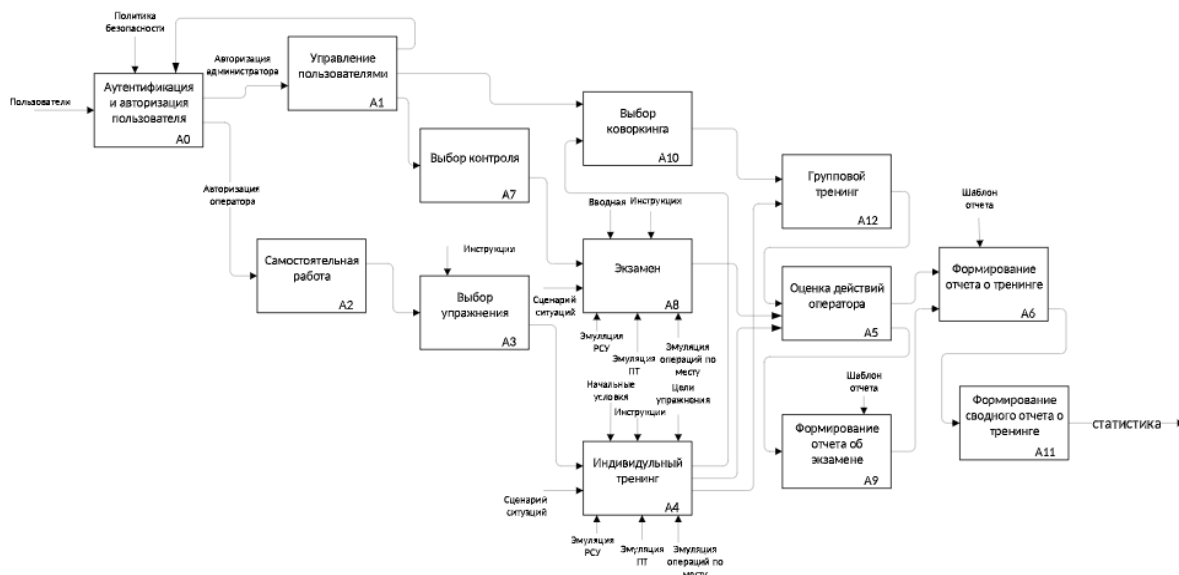 Политика
безопасности
Пользователи
Аутентификация
и авторизация
пользователя
A0
Авторизация
администратора
Управление
пользователями
A1
Авторизация
оператора
Выбор контроля
A7
Выбор
коворкинга
A10
Групповой
тренинг
A12
Самостоятельная
работа
A2
Инструкции
Выбор
упражнения
A3
Вводная
Инструкции
Экзамен
A8
Сценарий
ситуаций
Эмуляция
РСУ
Эмуляция
ПТ
Эмуляция
операций по
месту
Оценка действий
оператора
A5
Шаблон
отчета
Формирование
отчета о тренинге
A6
Начальные
условия
Инструкции
Цели
упражнения
Индивидульный
тренинг
A4
Сценарий
ситуаций
Эмуляция
РСУ
Эмуляция
ПТ
Эмуляция
операций по
месту
Шаблон
отчета
Формирование
отчета об
экзамене
A9
Формирование
сводного отчета о
тренинге
A11
статистика